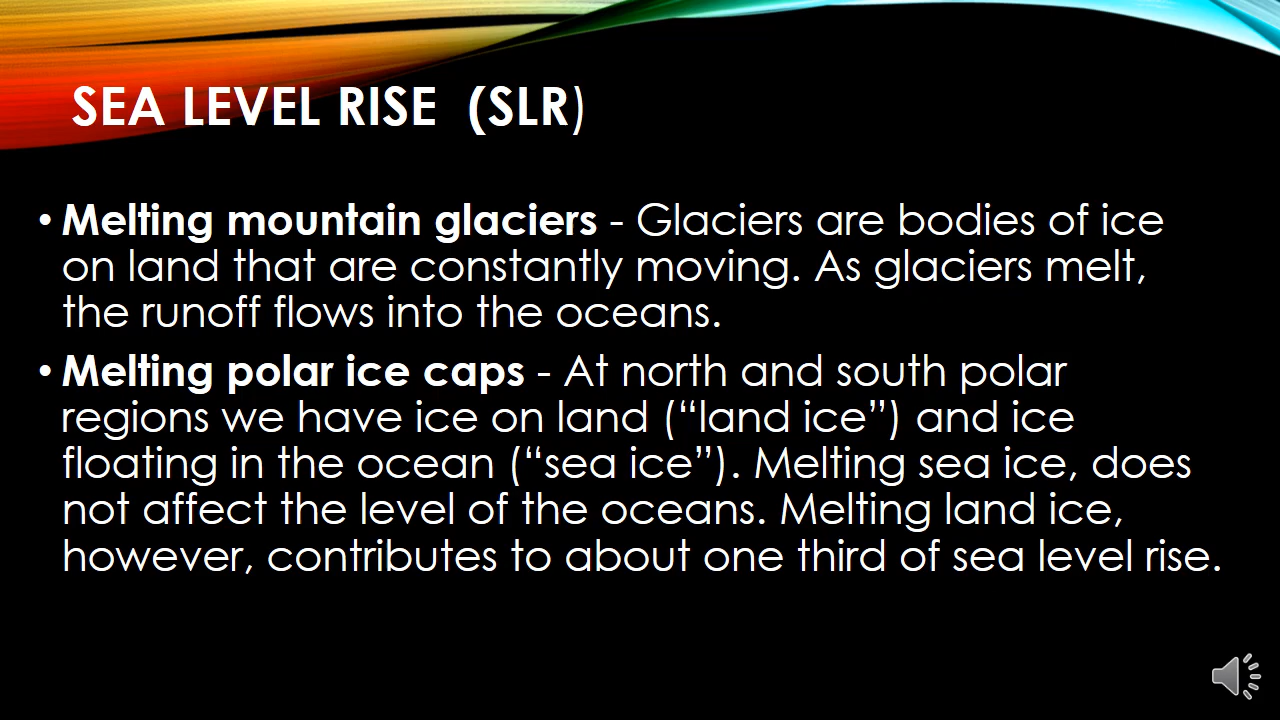 SEA LEVEL RISE  (SLR)
• Melting mountain glaciers - Glaciers are bodies of ice
on land that are constantly moving. As glaciers melt,
the runoff flows into the oceans.
• Melting polar ice caps - At north and south polar
regions we have ice on land (“land ice”) and ice
floating in the ocean (“sea ice”). Melting sea ice, does
not affect the level of the oceans. Melting land ice,
however, contributes to about one third of sea level rise.